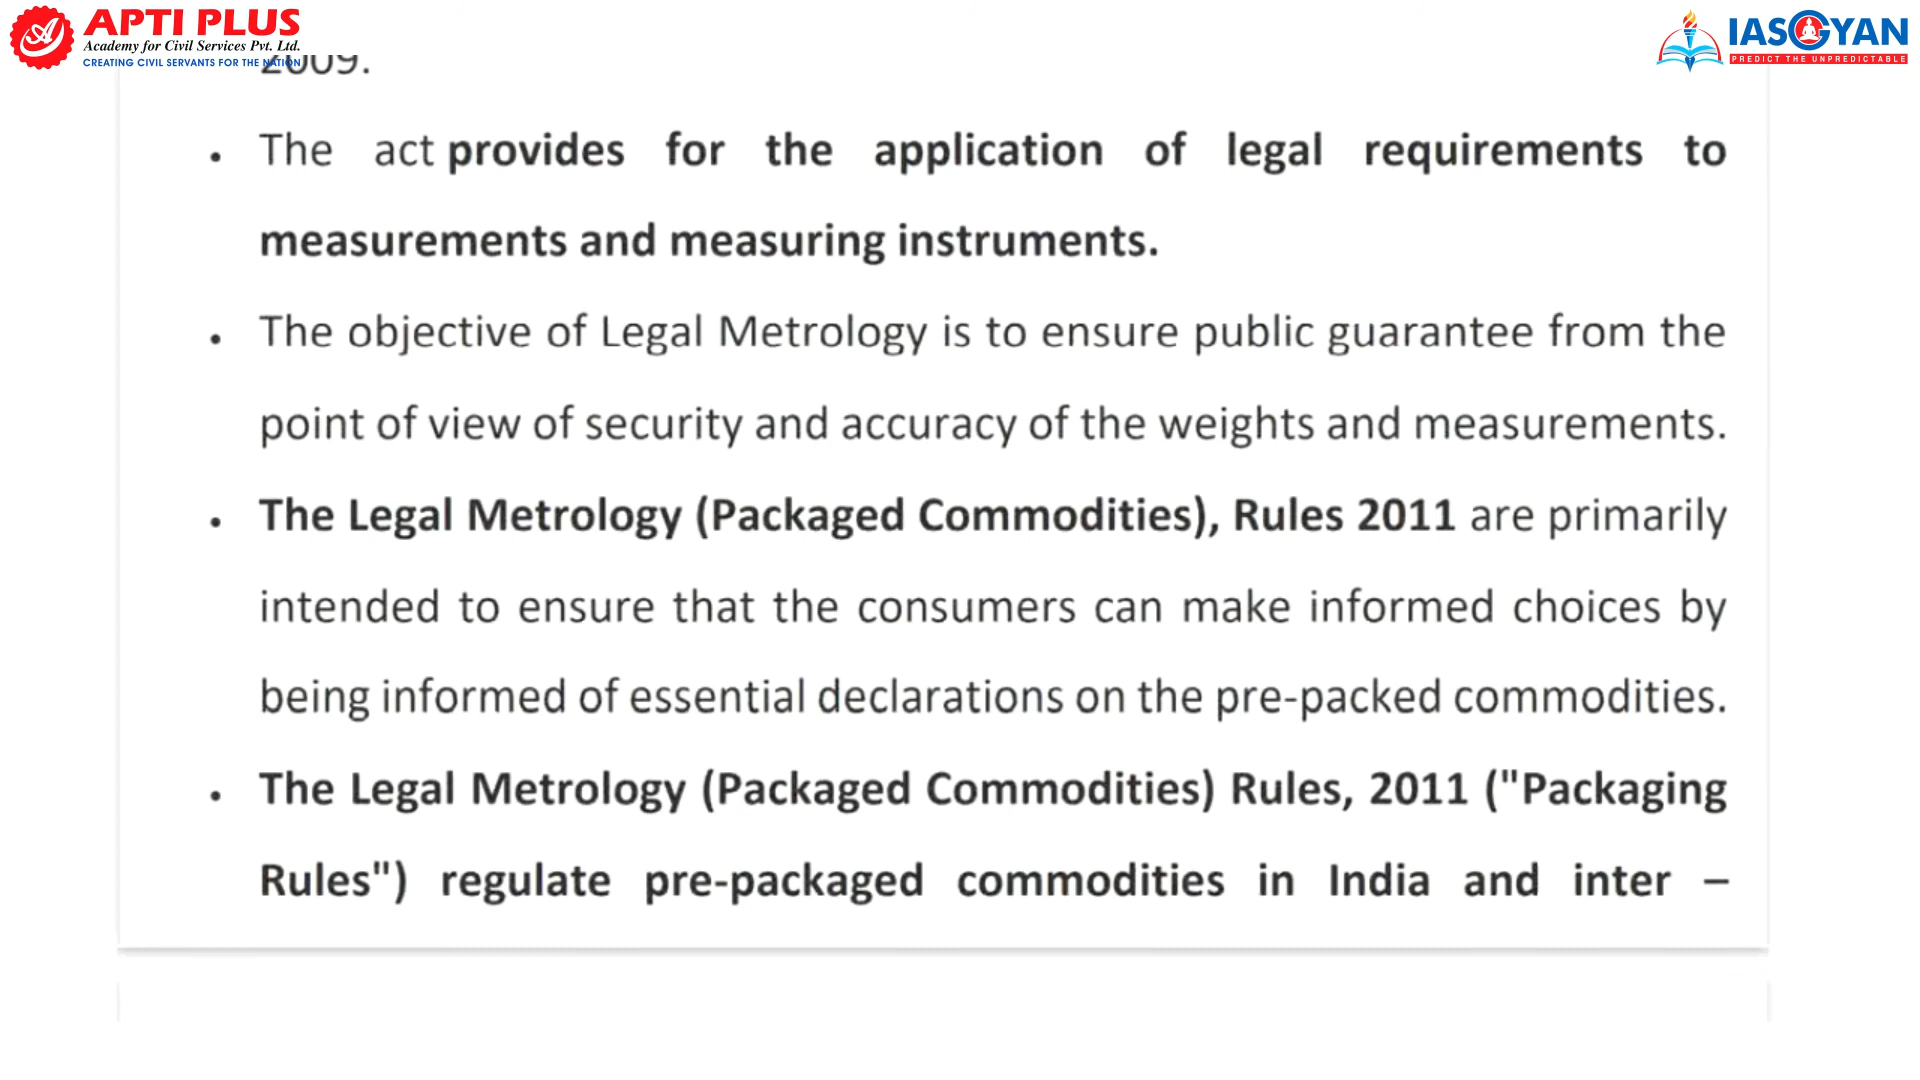 APTI PLUS
Academy for Civil Services Pvt. Ltd.
CREATING CIVIL SERVANTS FOR THE NATION
IASGYAN
PREDICT THE UNPREDICTABLE
2009.
• The act provides for the application of legal requirements to
measurements and measuring instruments.
• The objective of Legal Metrology is to ensure public guarantee from the
point of view of security and accuracy of the weights and measurements.
• The Legal Metrology (Packaged Commodities), Rules 2011 are primarily
intended to ensure that the consumers can make informed choices by
being informed of essential declarations on the pre-packed commodities.
• The Legal Metrology (Packaged Commodities) Rules, 2011 ("Packaging
Rules") regulate pre-packaged commodities in India and inter –